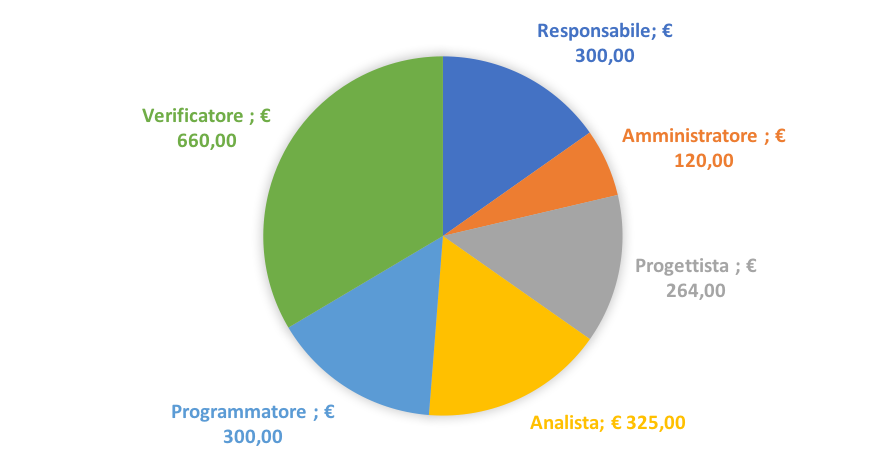 Responsabile; €
300,00
Amministratore ; €
120,00
Progettista ; €
264,00
Analista; € 325,00
Programmatore ; €
300,00
Verificatore ; €
660,00